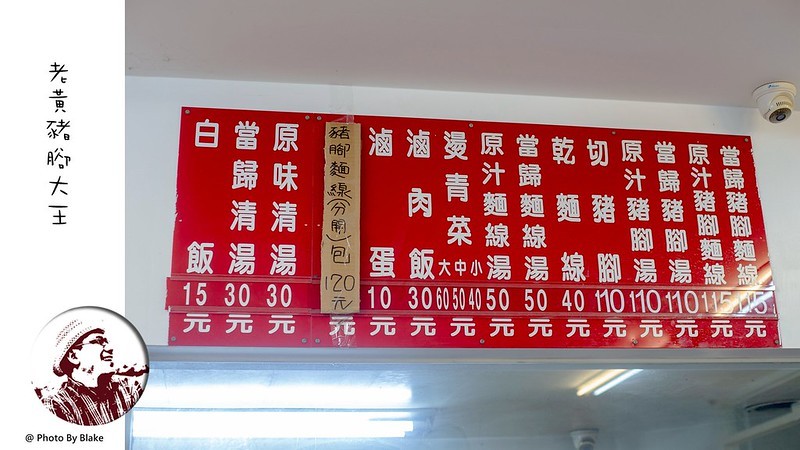 老黃豬腳大王
當歸豬腳麵線 115元
原汁豬腳麵線 115元
當歸豬腳湯 110元
原汁豬腳湯 110元
切豬腳 110元
乾麵線 40元
當歸麵線湯 50元
原汁麵線湯 50元
燙青菜 大中小 60 50 40元
滷肉飯 30元
滷蛋 10元
豬腳麵線(分開)包 120元
原味清湯 30元
當歸清湯 30元
白飯 15元
@ Photo By Blake